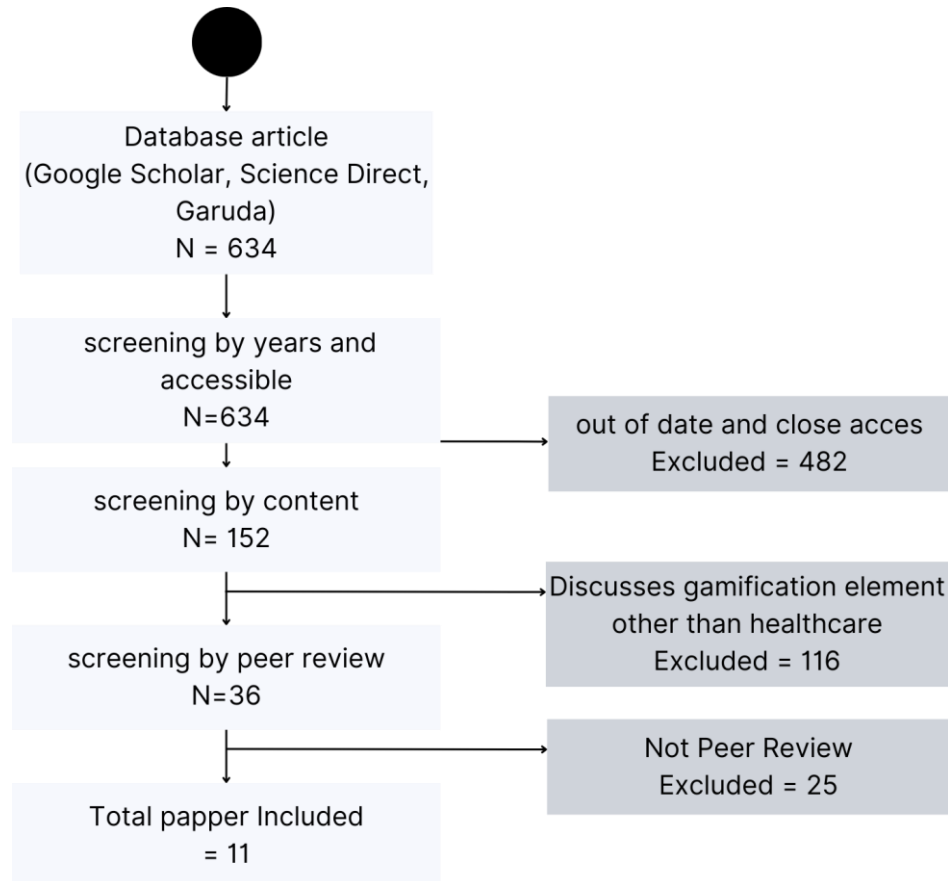 Database article
(Google Scholar, Science Direct,
Garuda)
N = 634
screening by years and
accessible
N=634
out of date and close acces
Excluded = 482
screening by content
N= 152
Discusses gamification element
other than healthcare
Excluded = 116
screening by peer review
N=36
Not Peer Review
Excluded = 25
Total papper Included
= 11